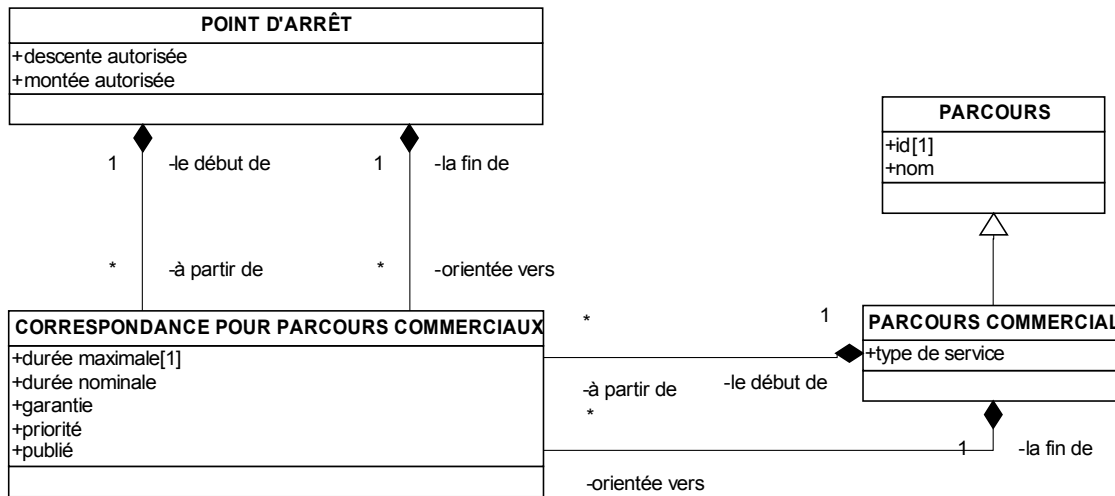 POINT D'ARRÊT
+descente autorisée
+montée autorisée
PARCOURS
+id[1]
+nom
1
-le début de
1
-la fin de
*
-à partir de
*
-orientée vers
CORRESPONDANCE POUR PARCOURS COMMERCIAUX
+durée maximale[1]
+durée nominale
+garantie
+priorité
+publié
*
1
-à partir de
-le début de
PARCOURS COMMERCIAL
+type de service
*
1
-la fin de
-orientée vers